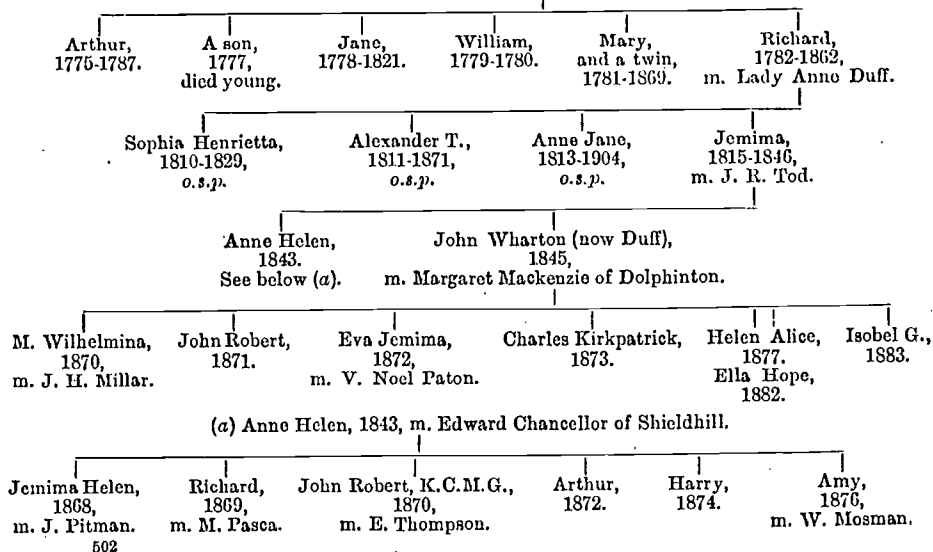 Arthur, A son, Jane, William, Mary, Richard,
1775-1787. 1777, 1778-1821. 1779-1780. and a twin, 1782-1862,
died young. 1781-1869. m. Lady Anne Duff.
Sophia Henrietta, Alexander T., Anne Jane, Jemima,
1810-1829, 1811-1871, 1813-1904, 1815-1846,
o.s.p. o.s.p. o.s.p. m. J. R. Tod.
Anne Helen, John Wharton (now Duff),
1843. 1845,
See below (a). m. Margaret Mackenzie of Dolphinton.
M. Wilhelmina, John Robert, Eva Jemima, Charles Kirkpatrick, Helen Alice, Isobel G.,
1870, 1871. 1872, 1873. 1877. 1883.
m. J. H. Millar. m. V. Noel Paton. Ella Hope,
1882.
(a) Anne Helen, 1843, m. Edward Chancellor of Shieldhill.
Jemima Helen, Richard, John Robert, K.C.M.G., Arthur, Harry, Amy,
1868, 1869, 1870, 1872. 1874. 1876,
m. J. Pitman. m. M. Pasca. m. E. Thompson. m. W. Mosman.
502